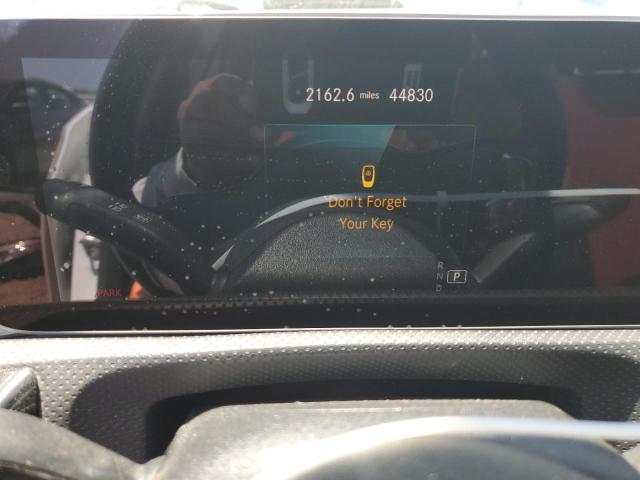 2162.6 miles 44830
Don't Forget
Your Key
R
N P
D
PARK